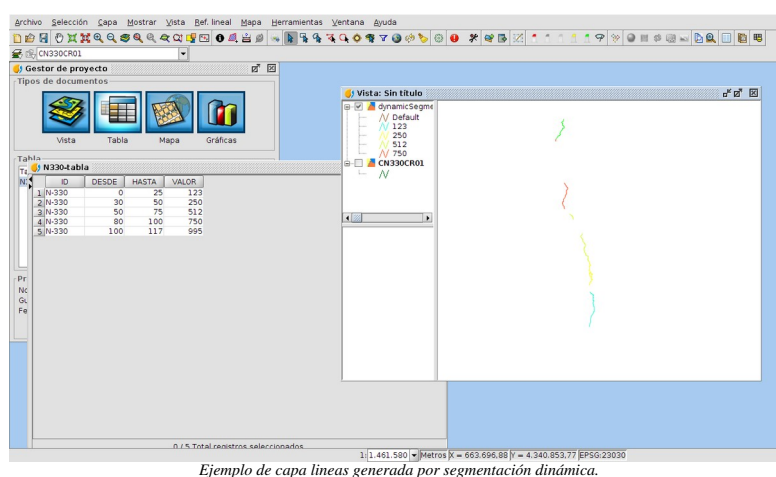 Archivo Selección Capa Mostrar Vista Ref. lineal Mapa Herramientas Ventana Ayuda
CN330CR01
Gestor de proyecto
Tipos de documentos
Vista Tabla Mapa Gráficas
Tabla
N330-tabla
ID DESDE HASTA VALOR
1 N-330 0 25 123
2 N-330 30 50 250
3 N-330 50 75 512
4 N-330 80 100 750
5 N-330 100 117 995
0 / 5 Total registros seleccionados
Vista: Sin título
dynamicSegme
Default
123
250
512
750
CN330CR01
1: 1.461.580 Metros X = 663.696,88 Y = 4.340.853,77 EPSG:23030
Ejemplo de capa lineas generada por segmentación dinámica.